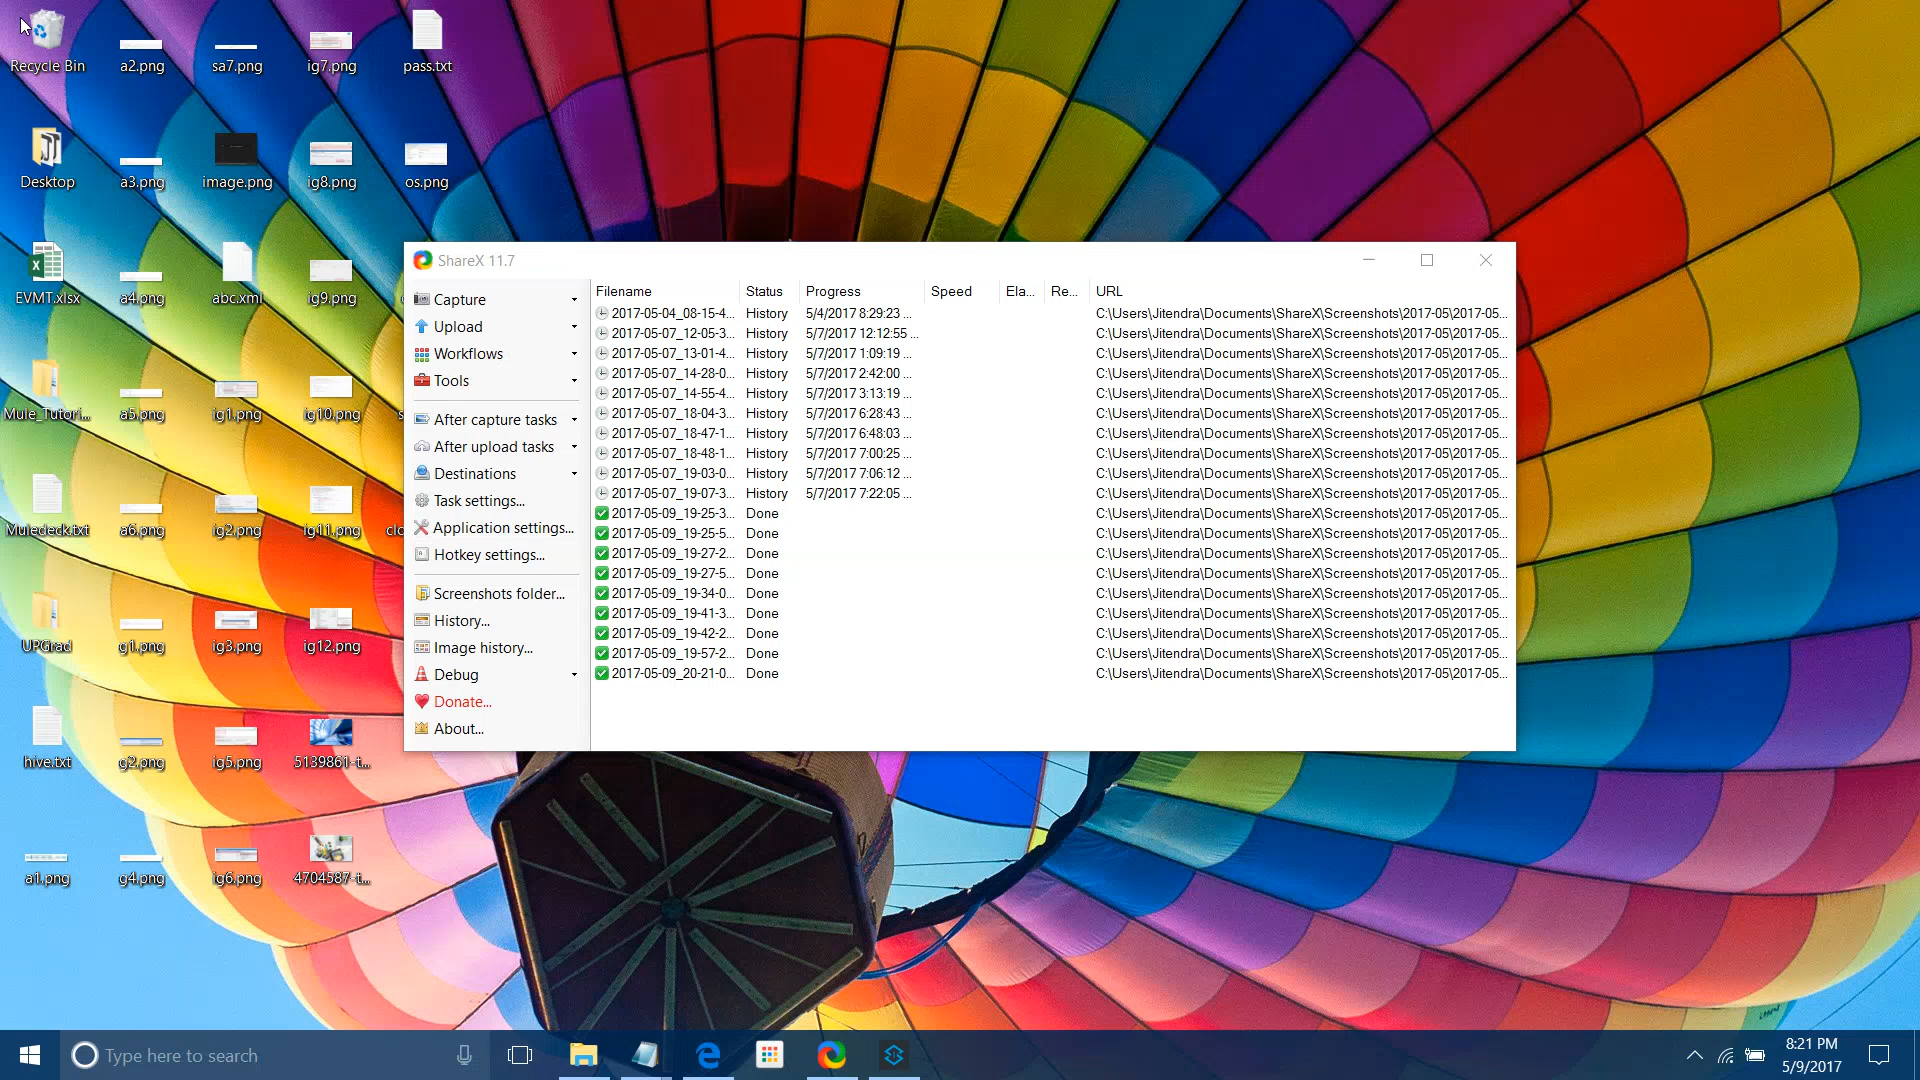 Recycle Bin
a2.png
sa7.png
ig7.png
pass.txt
Desktop
a3.png
image.png
ig8.png
os.png
EVMT.xlsx
a4.png
abc.xml
ig9.png
Mule_Tutori...
a5.png
ig1.png
ig10.png
Muledeck.txt
a6.png
ig2.png
ig11.png
clo
UPGrad
g1.png
ig3.png
ig12.png
hive.txt
g2.png
ig5.png
5139861-t...
a1.png
g4.png
ig6.png
4704587-t...
ShareX 11.7
Capture
Upload
Workflows
Tools
After capture tasks
After upload tasks
Destinations
Task settings...
Application settings...
Hotkey settings...
Screenshots folder...
History...
Image history...
Debug
Donate...
About...
Filename Status Progress Speed Ela... Re... URL
2017-05-04_08-15-4... History 5/4/2017 8:29:23 ... C:\Users\Jitendra\Documents\ShareX\Screenshots\2017-05\2017-05...
2017-05-07_12-05-3... History 5/7/2017 12:12:55 ... C:\Users\Jitendra\Documents\ShareX\Screenshots\2017-05\2017-05...
2017-05-07_13-01-4... History 5/7/2017 1:09:19 ... C:\Users\Jitendra\Documents\ShareX\Screenshots\2017-05\2017-05...
2017-05-07_14-28-0... History 5/7/2017 2:42:00 ... C:\Users\Jitendra\Documents\ShareX\Screenshots\2017-05\2017-05...
2017-05-07_14-55-4... History 5/7/2017 3:13:19 ... C:\Users\Jitendra\Documents\ShareX\Screenshots\2017-05\2017-05...
2017-05-07_18-04-3... History 5/7/2017 6:28:43 ... C:\Users\Jitendra\Documents\ShareX\Screenshots\2017-05\2017-05...
2017-05-07_18-47-1... History 5/7/2017 6:48:03 ... C:\Users\Jitendra\Documents\ShareX\Screenshots\2017-05\2017-05...
2017-05-07_18-48-1... History 5/7/2017 7:00:25 ... C:\Users\Jitendra\Documents\ShareX\Screenshots\2017-05\2017-05...
2017-05-07_19-03-0... History 5/7/2017 7:06:12 ... C:\Users\Jitendra\Documents\ShareX\Screenshots\2017-05\2017-05...
2017-05-07_19-07-3... History 5/7/2017 7:22:05 ... C:\Users\Jitendra\Documents\ShareX\Screenshots\2017-05\2017-05...
2017-05-09_19-25-3... Done C:\Users\Jitendra\Documents\ShareX\Screenshots\2017-05\2017-05...
2017-05-09_19-25-5... Done C:\Users\Jitendra\Documents\ShareX\Screenshots\2017-05\2017-05...
2017-05-09_19-27-2... Done C:\Users\Jitendra\Documents\ShareX\Screenshots\2017-05\2017-05...
2017-05-09_19-27-5... Done C:\Users\Jitendra\Documents\ShareX\Screenshots\2017-05\2017-05...
2017-05-09_19-34-0... Done C:\Users\Jitendra\Documents\ShareX\Screenshots\2017-05\2017-05...
2017-05-09_19-41-3... Done C:\Users\Jitendra\Documents\ShareX\Screenshots\2017-05\2017-05...
2017-05-09_19-42-2... Done C:\Users\Jitendra\Documents\ShareX\Screenshots\2017-05\2017-05...
2017-05-09_19-57-2... Done C:\Users\Jitendra\Documents\ShareX\Screenshots\2017-05\2017-05...
2017-05-09_20-21-0... Done C:\Users\Jitendra\Documents\ShareX\Screenshots\2017-05\2017-05...
Type here to search
8:21 PM
5/9/2017